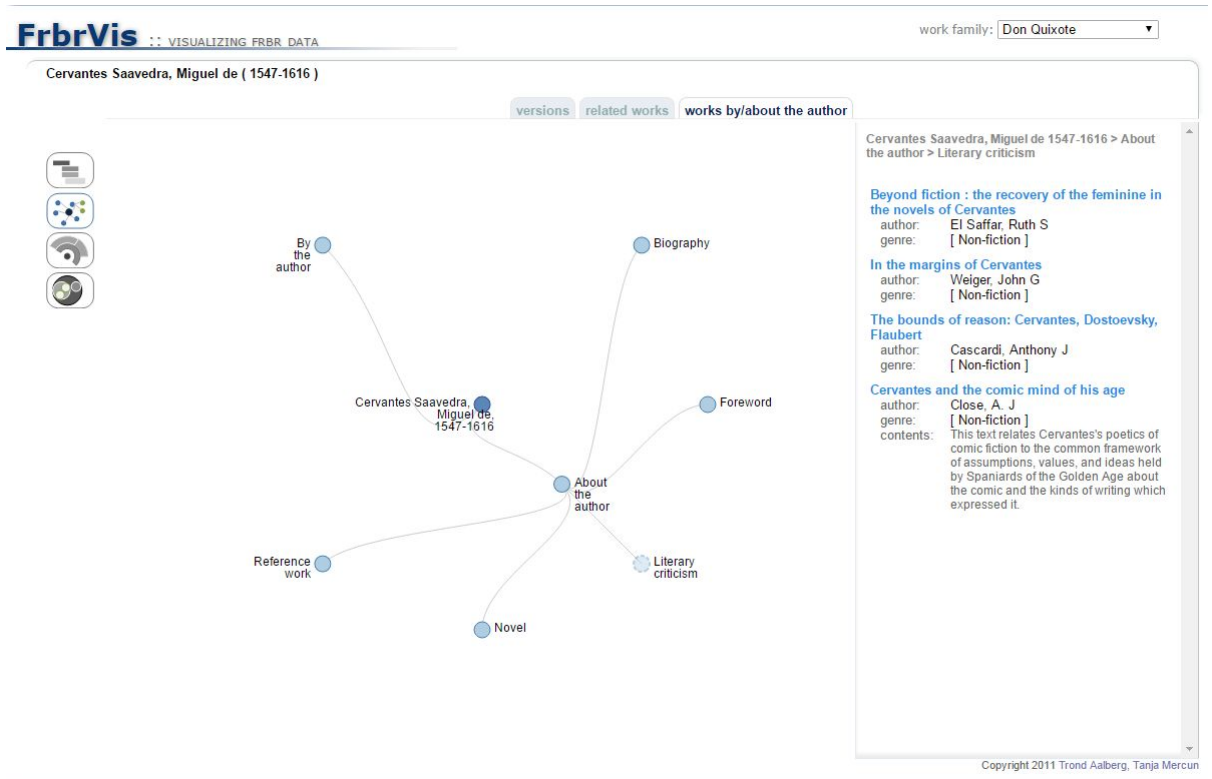 FrbrVis :: VISUALIZING FRBR DATA
work family: Don Quixote
Cervantes Saavedra, Miguel de ( 1547-1616 )
versions related works works by/about the author
By
the
author
Biography
Cervantes Saavedra,
Miguel de,
1547-1616
Foreword
About
the
author
Reference
work
Literary
criticism
Novel
Cervantes Saavedra, Miguel de 1547-1616 > About
the author > Literary criticism
Beyond fiction : the recovery of the feminine in
the novels of Cervantes
author: El Saffar, Ruth S
genre: [ Non-fiction ]
In the margins of Cervantes
author: Weiger, John G
genre: [ Non-fiction ]
The bounds of reason: Cervantes, Dostoevsky,
Flaubert
author: Cascardi, Anthony J
genre: [ Non-fiction ]
Cervantes and the comic mind of his age
author: Close, A. J
genre: [ Non-fiction ]
contents: This text relates Cervantes's poetics of
comic fiction to the common framework
of assumptions, values, and ideas held
by Spaniards of the Golden Age about
the comic and the kinds of writing which
expressed it.
Copyright 2011 Trond Aalberg, Tanja Mercun